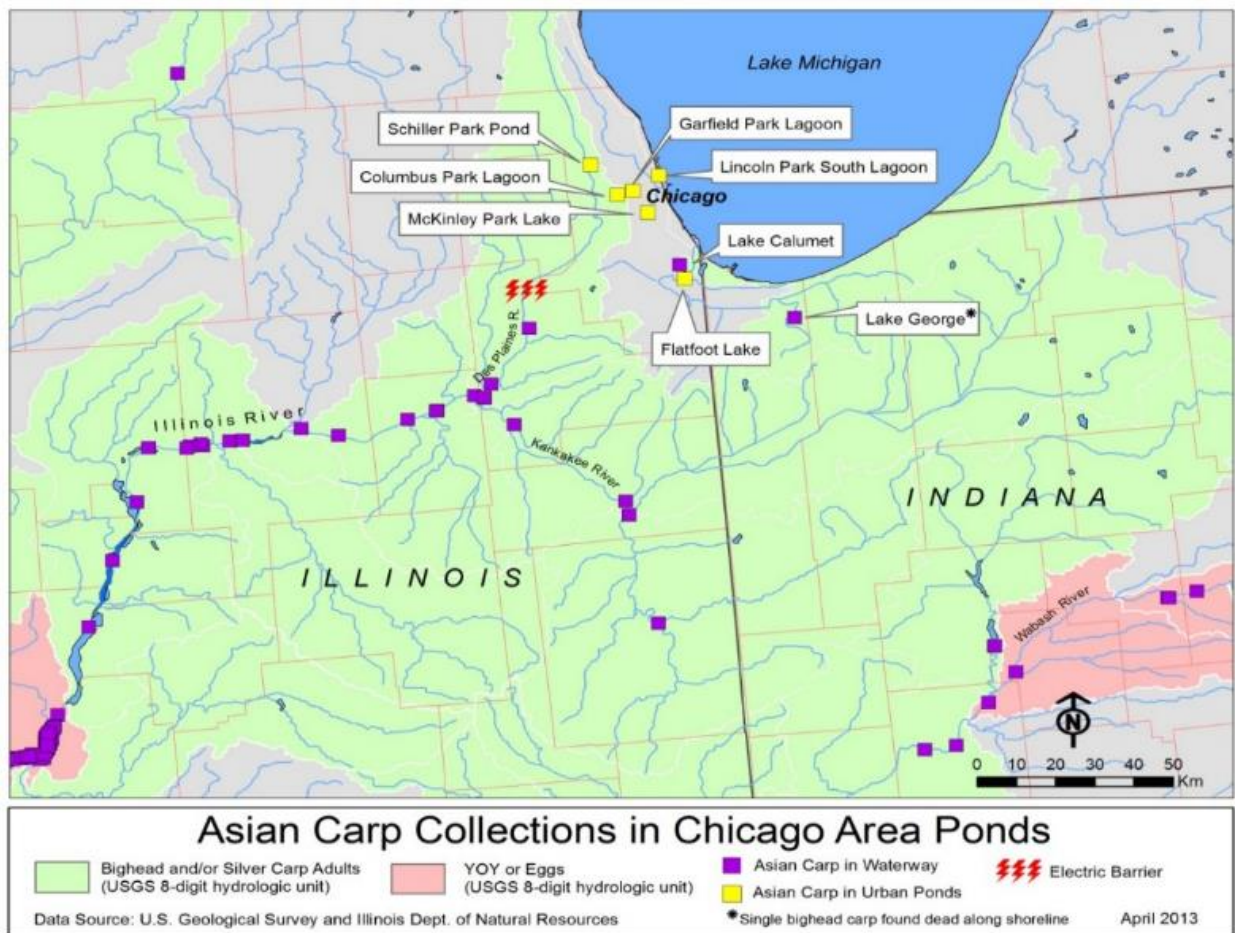 Lake Michigan
Schiller Park Pond
Garfield Park Lagoon
Columbus Park Lagoon
Lincoln Park South Lagoon
Chicago
McKinley Park Lake
Lake Calumet
Lake George*
Flatfoot Lake
Des Plaines R.
Illinois River
Kankakee River
INDIANA
ILLINOIS
Wabash River
N
0 10 20 30 40 50
Km
Asian Carp Collections in Chicago Area Ponds
Bighead and/or Silver Carp Adults
(USGS 8-digit hydrologic unit)
YOY or Eggs
(USGS 8-digit hydrologic unit)
Asian Carp in Waterway
Asian Carp in Urban Ponds
Electric Barrier
Data Source: U.S. Geological Survey and Illinois Dept. of Natural Resources
*Single bighead carp found dead along shoreline
April 2013